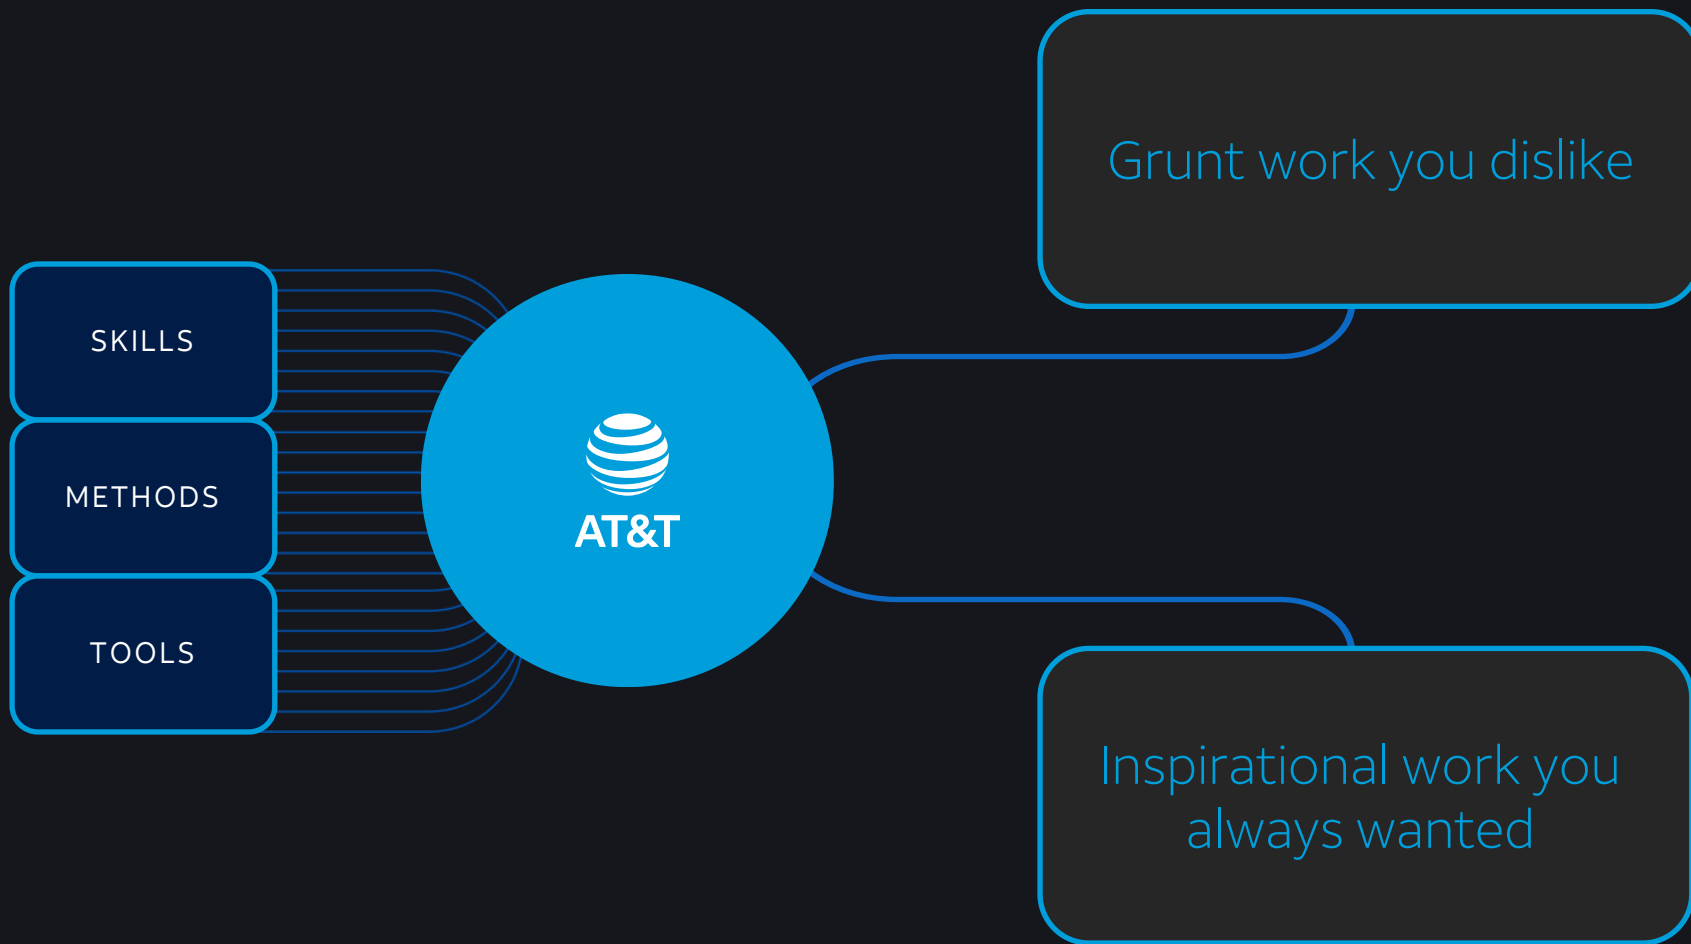 SKILLS
METHODS
TOOLS
AT&T
Grunt work you dislike
Inspirational work you
always wanted